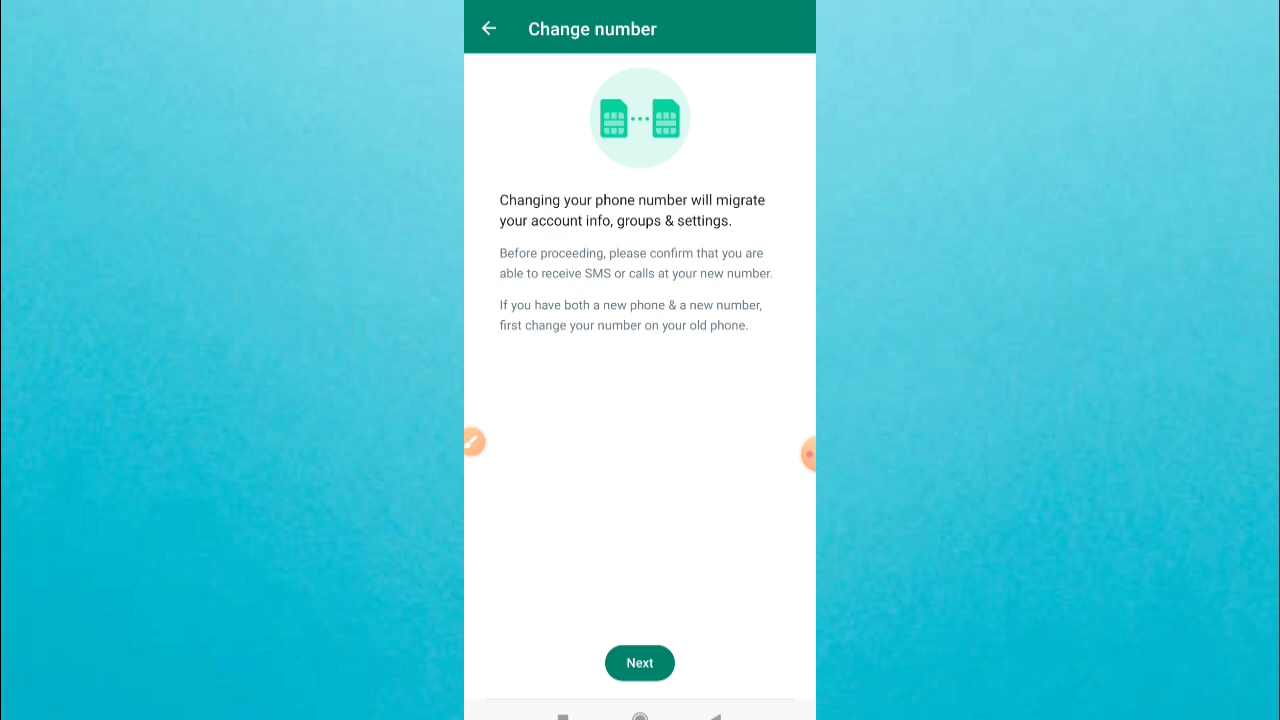 Change number
Changing your phone number will migrate
your account info, groups & settings.
Before proceeding, please confirm that you are
able to receive SMS or calls at your new number.
If you have both a new phone & a new number,
first change your number on your old phone.
Next